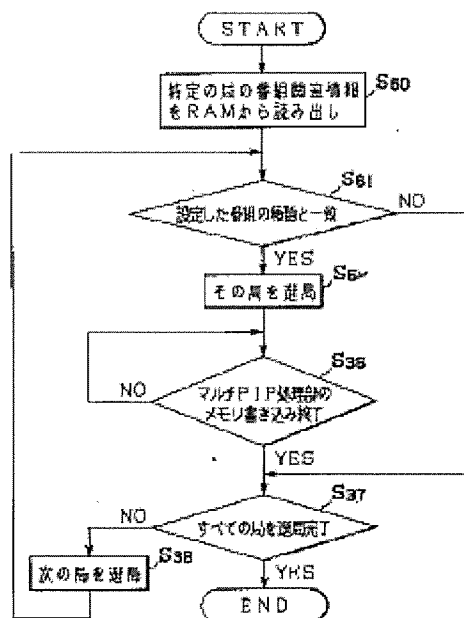 START
S60
特定の局の番組関連情報
をRAMから読み出し
S61
設定した番組の種類と一致
NO
YES
その局を選局
S36
NO
マルチPIP処理部の
メモリ書き込み終了
YES
S37
NO
すべての局を選局完了
S38
次の局を選局
YES
END